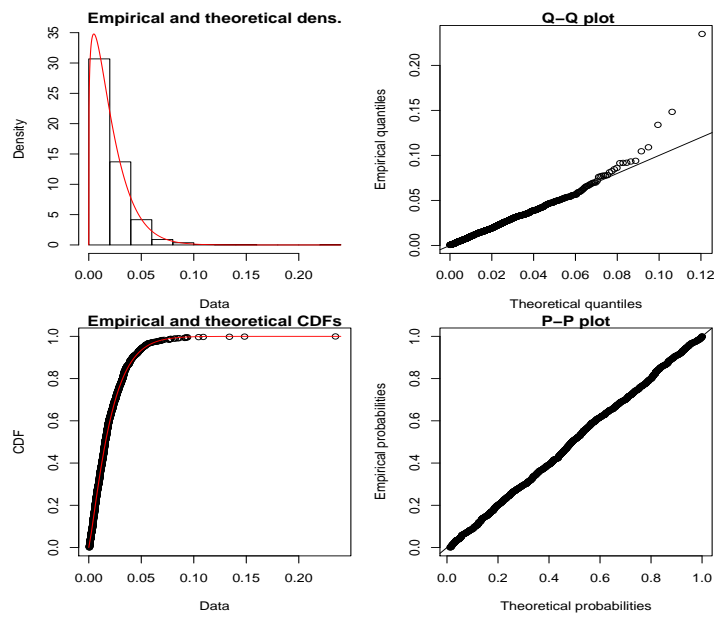 Empirical and theoretical dens.
Density
35
30
25
20
15
10
5
0
0.00 0.05 0.10 0.15 0.20
Data
Q−Q plot
Empirical quantiles
0.20
0.15
0.10
0.05
0.00
0.00 0.02 0.04 0.06 0.08 0.10 0.12
Theoretical quantiles
Empirical and theoretical CDFs
CDF
1.0
0.8
0.6
0.4
0.2
0.0
0.00 0.05 0.10 0.15 0.20
Data
P−P plot
Empirical probabilities
1.0
0.8
0.6
0.4
0.2
0.0
0.0 0.2 0.4 0.6 0.8 1.0
Theoretical probabilities